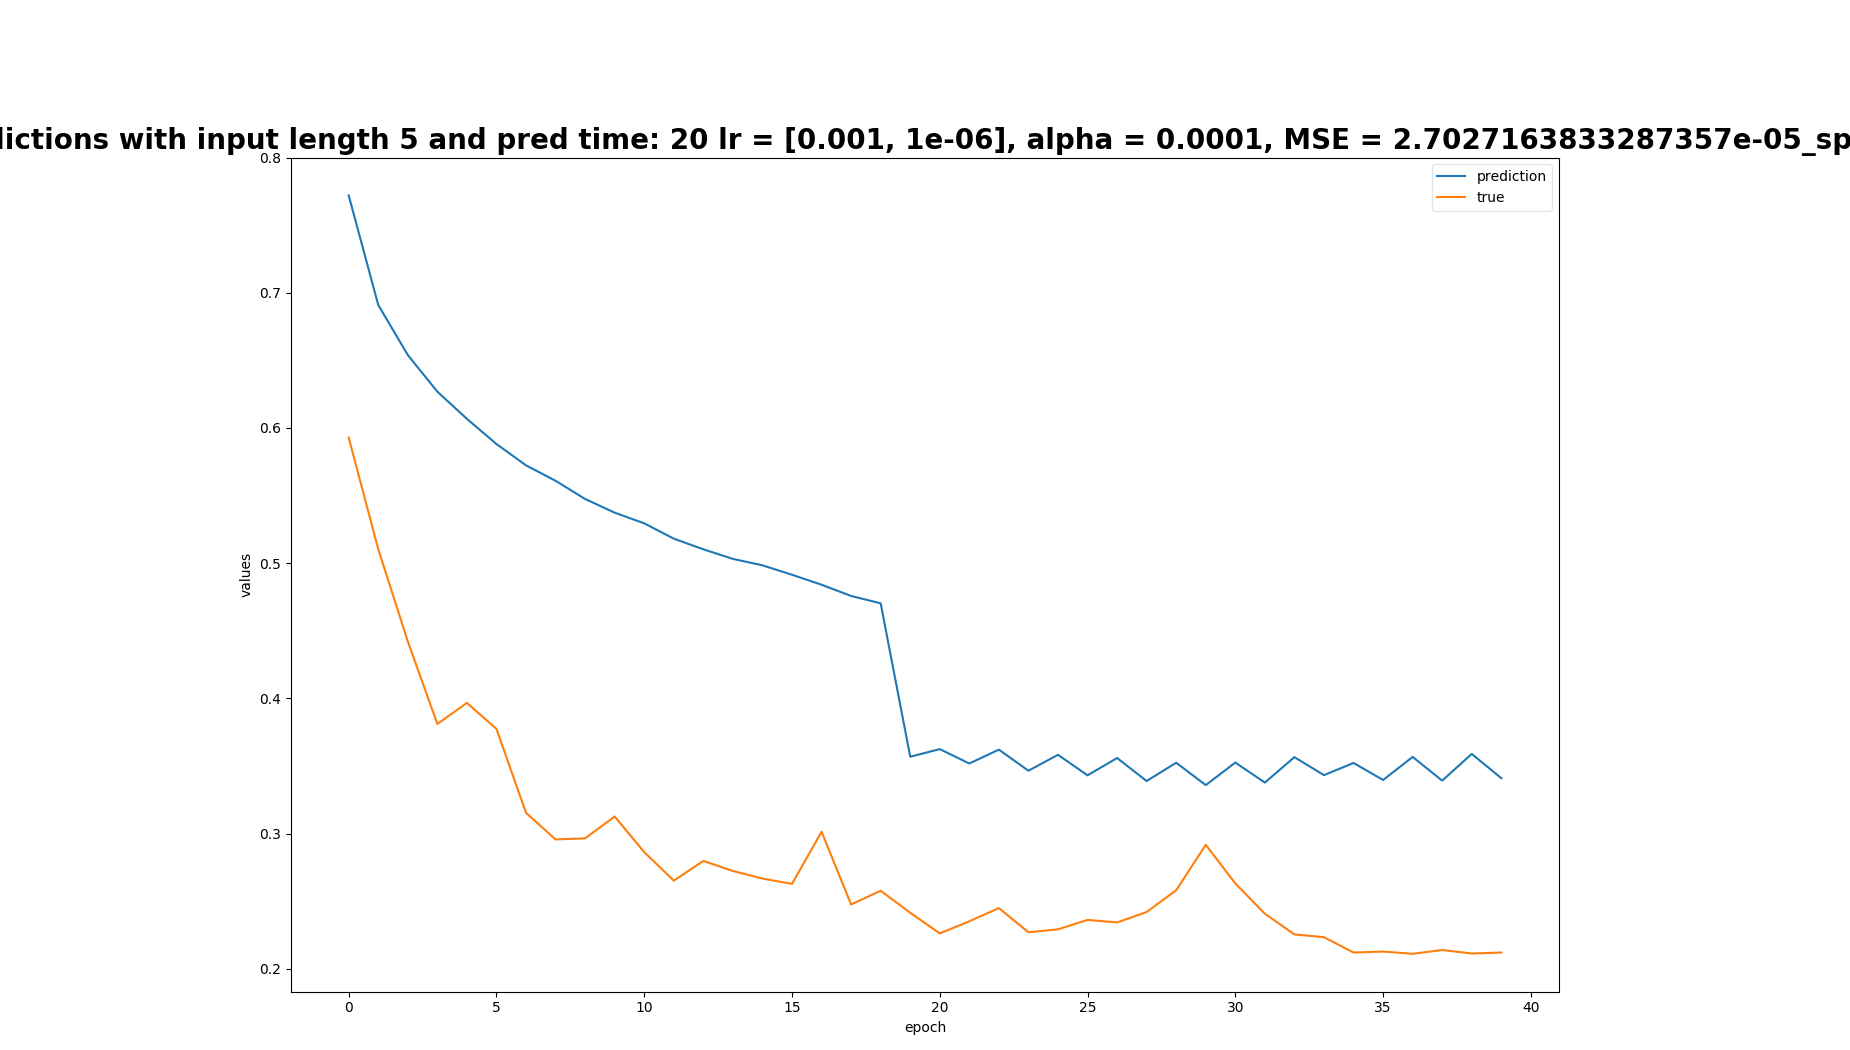 with input length 5 and pred time: 20 lr = [0.001, 1e-06], alpha = 0.0001, MSE = 2.7027163833287357e-05_sp
0.8
prediction
true
0.7
0.6
0.5
values
0.4
0.3
0.2
0 5 10 15 20 25 30 35 40
epoch